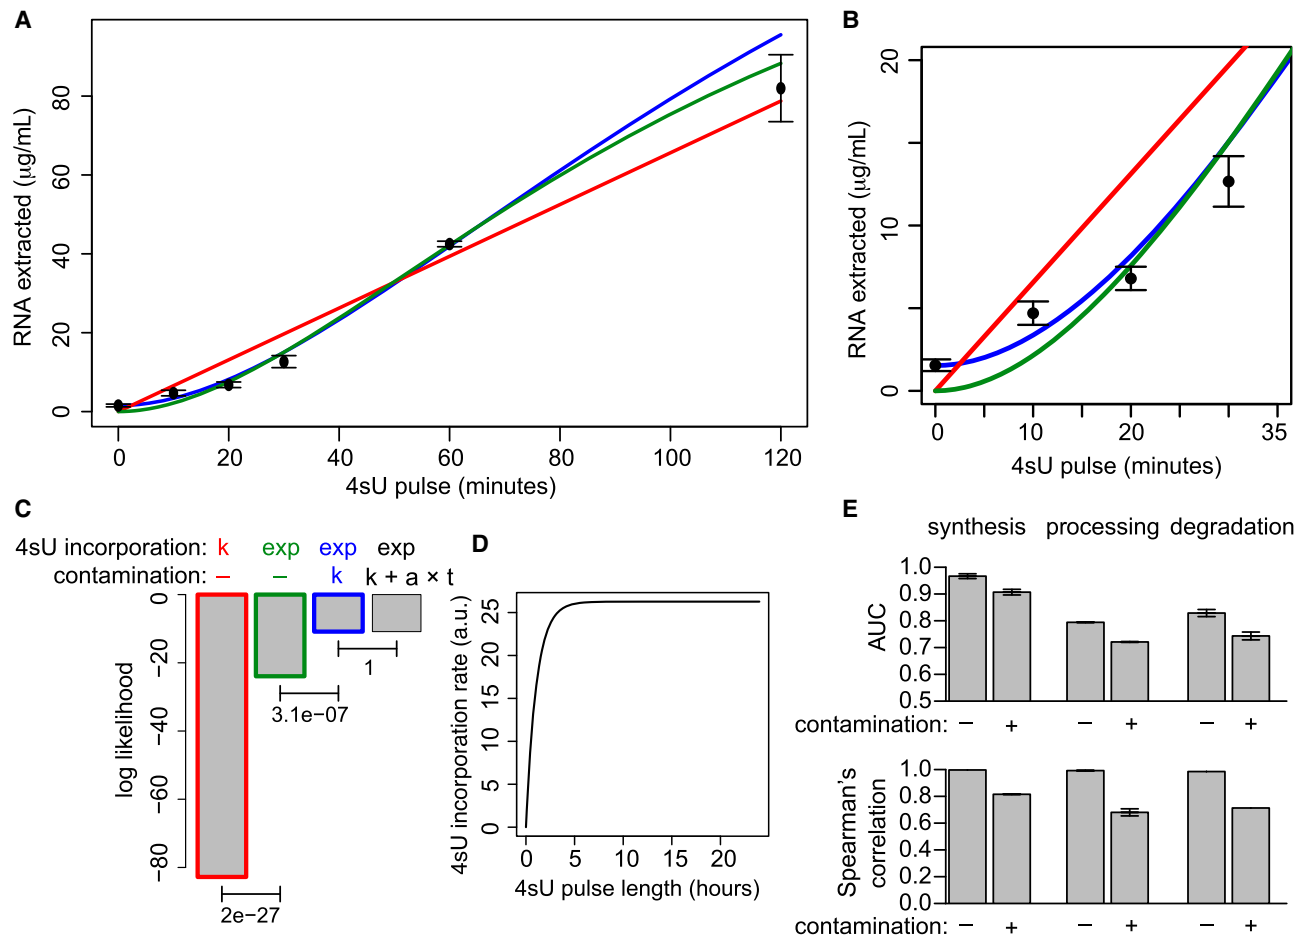 A
RNA extracted (μg/mL)
80
60
40
20
0
0 20 40 60 80 100 120
4sU pulse (minutes)
B
RNA extracted (μg/mL)
20
10
0
0 10 20 35
4sU pulse (minutes)
C
4sU incorporation: k exp exp exp
contamination: – – k k + a × t
log likelihood
0
−20
−40
−60
−80
1
3.1e−07
2e−27
D
4sU incorporation rate (a.u.)
25
20
15
10
5
0
0 5 10 15 20
4sU pulse length (hours)
E
synthesis processing degradation
AUC
1.0
0.9
0.8
0.7
0.6
0.5
contamination: − + − + − +
Spearman's
correlation
1.0
0.8
0.6
0.4
0.2
0.0
contamination: − + − + − +